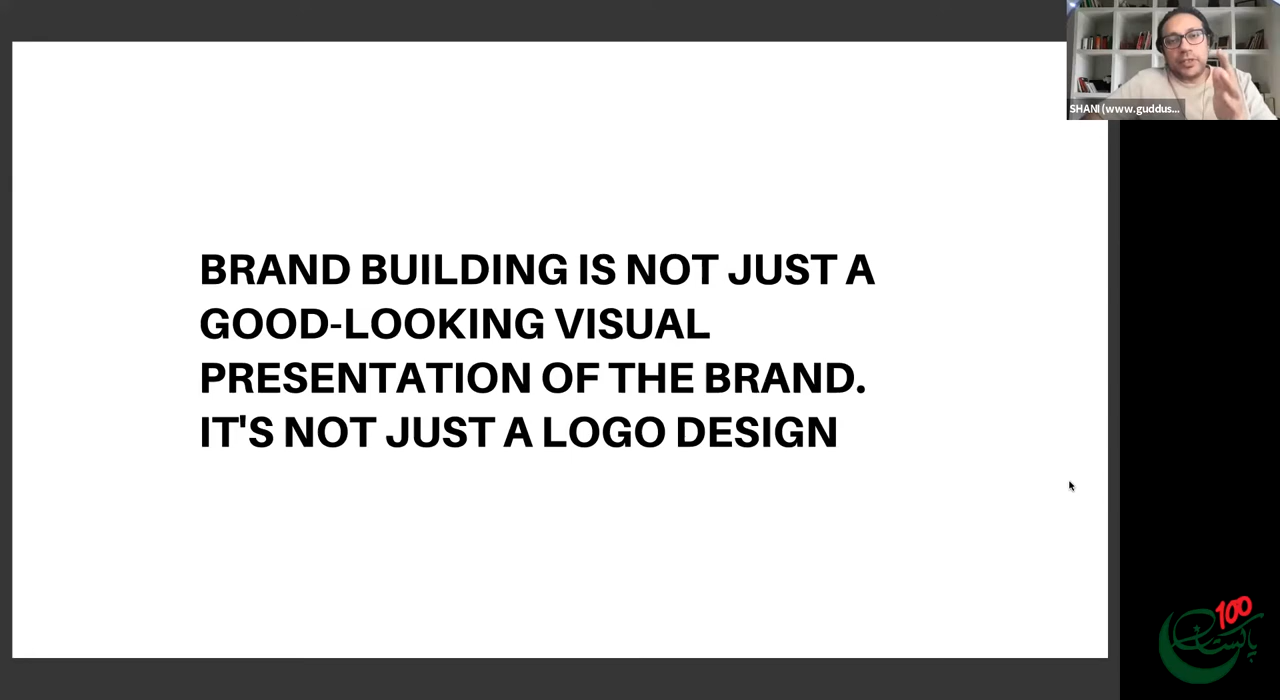 SHANI (www.guddus...
BRAND BUILDING IS NOT JUST A
GOOD-LOOKING VISUAL
PRESENTATION OF THE BRAND.
IT'S NOT JUST A LOGO DESIGN
100
پاکستان